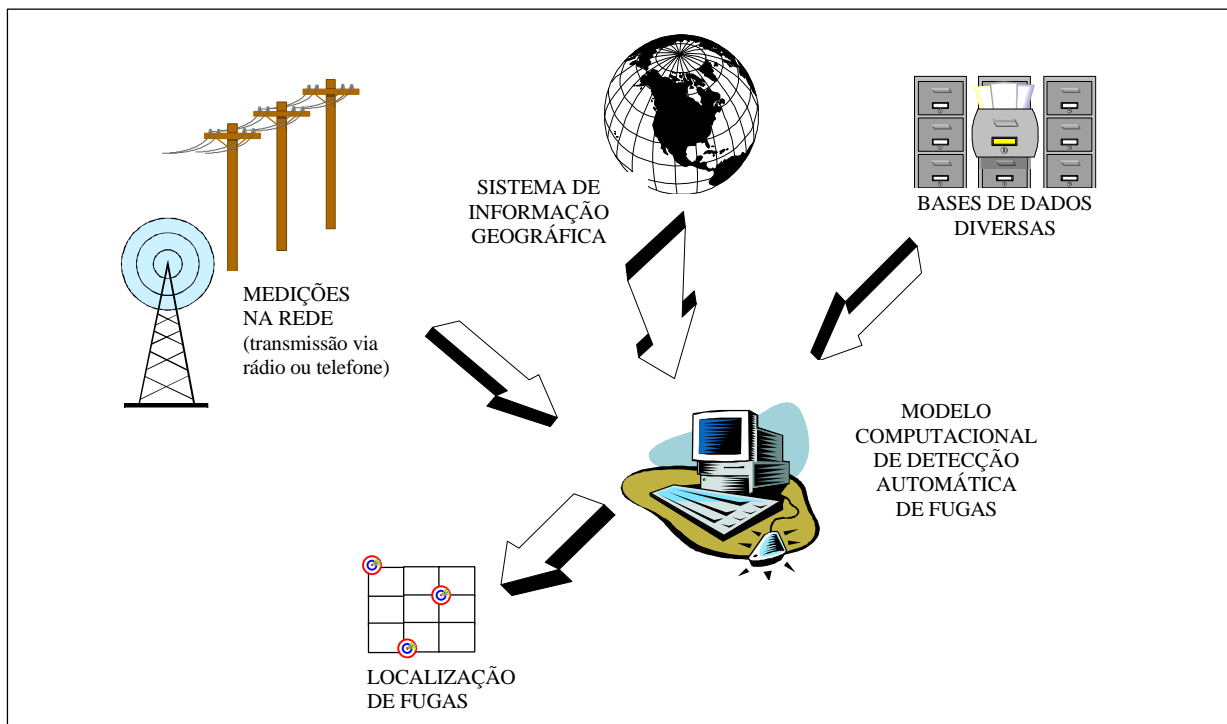 SISTEMA DE
INFORMAÇÃO
GEOGRÁFICA
BASES DE DADOS
DIVERSAS
MEDIÇÕES
NA REDE
(transmissão via
rádio ou telefone)
MODELO
COMPUTACIONAL
DE DETECÇÃO
AUTOMÁTICA
DE FUGAS
LOCALIZAÇÃO
DE FUGAS